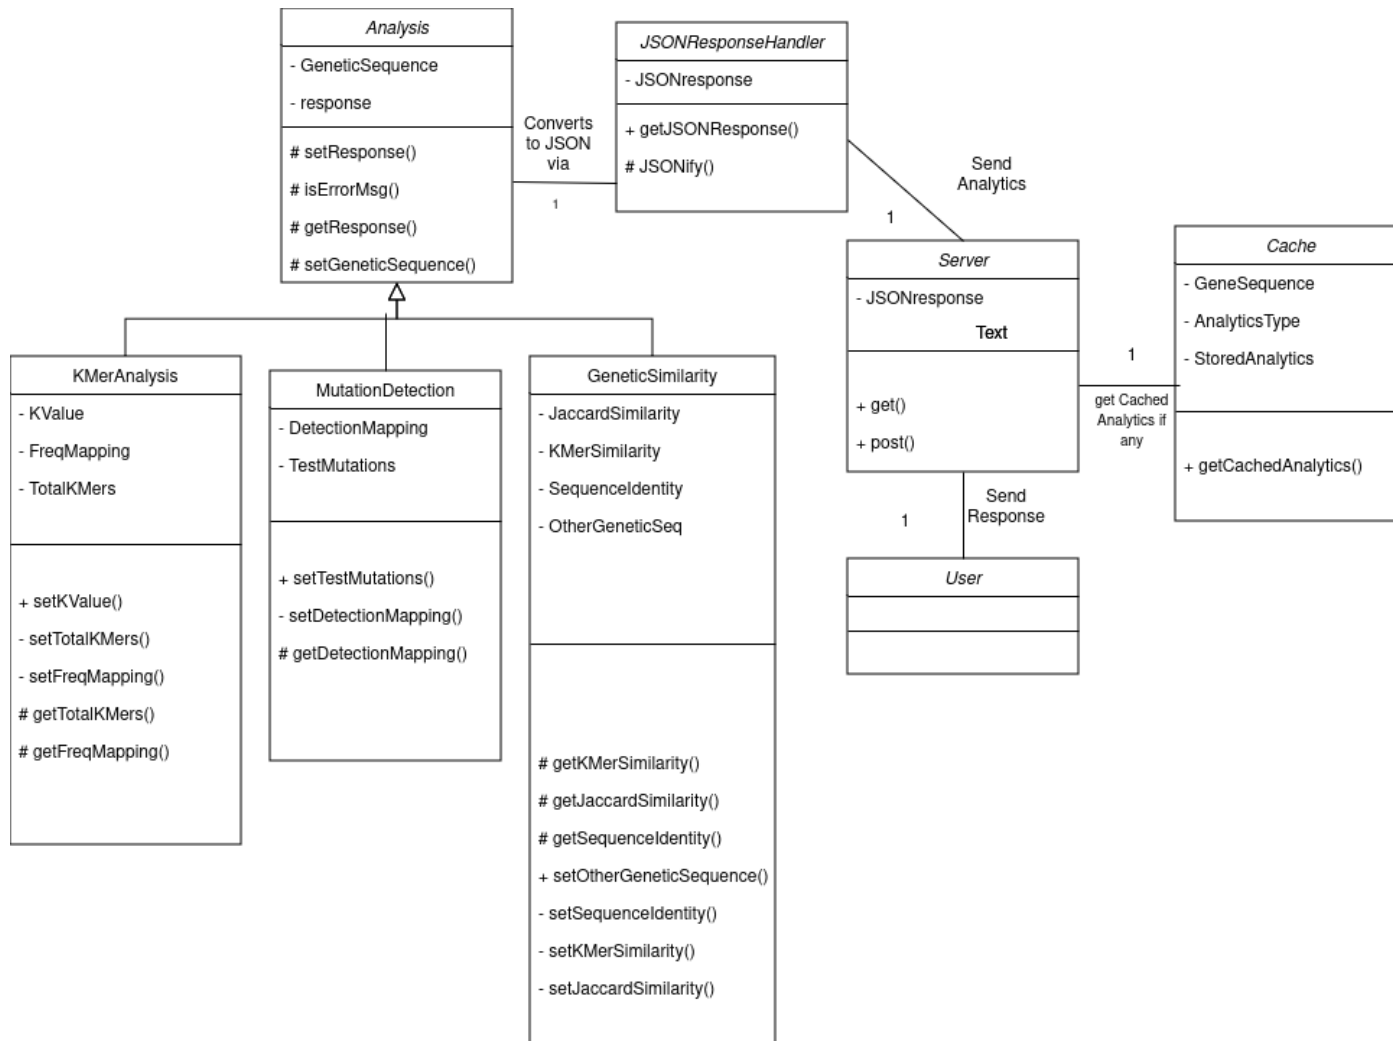 Analysis
- GeneticSequence
- response
# setResponse()
# isErrorMsg()
# getResponse()
# setGeneticSequence()
Converts
to JSON
via
1
JSONResponseHandler
- JSONresponse
+ getJSONResponse()
# JSONify()
Send
Analytics
1
Server
- JSONresponse
Text
+ get()
+ post()
1
get Cached
Analytics if
any
Cache
- GeneSequence
- AnalyticsType
- StoredAnalytics
+ getCachedAnalytics()
Send
Response
1
User
KMerAnalysis
- KValue
- FreqMapping
- TotalKMers
+ setKValue()
- setTotalKMers()
- setFreqMapping()
# getTotalKMers()
# getFreqMapping()
MutationDetection
- DetectionMapping
- TestMutations
+ setTestMutations()
- setDetectionMapping()
# getDetectionMapping()
GeneticSimilarity
- JaccardSimilarity
- KMerSimilarity
- SequenceIdentity
- OtherGeneticSeq
# getKMerSimilarity()
# getJaccardSimilarity()
# getSequenceIdentity()
+ setOtherGeneticSequence()
- setSequenceIdentity()
- setKMerSimilarity()
- setJaccardSimilarity()